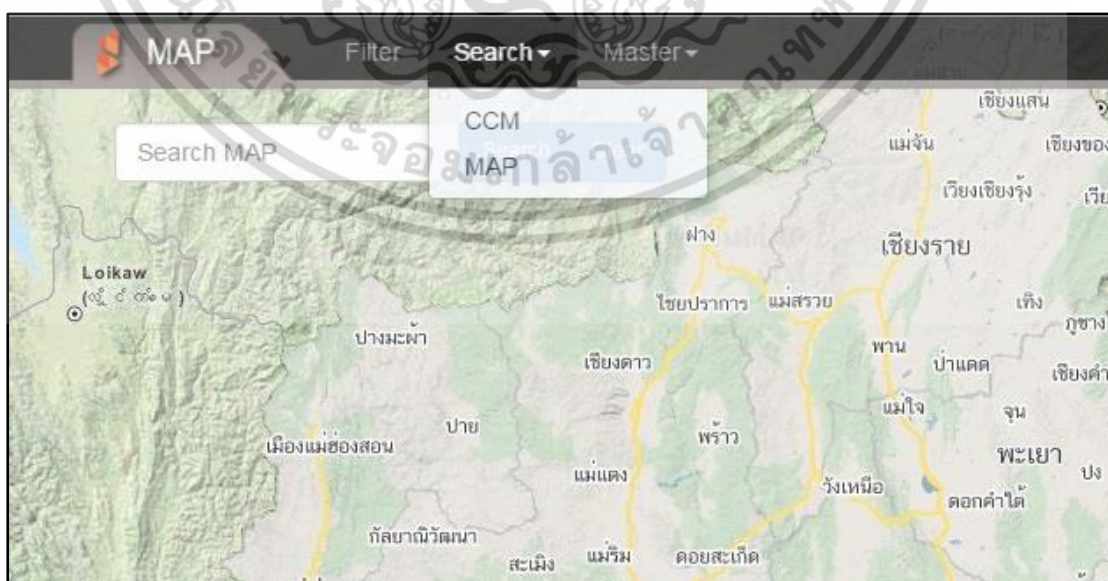 MAP Filter Search Master
CCM
MAP
Search MAP
Search
เชียงแสน
แม่จัน
เชียงของ
เวียงเชียงรุ้ง
ฝาง
เชียงราย
Loikaw
ไชยปราการ
แม่สรวย
เทิง
ปางมะผ้า
พาน
เชียงดาว
ป่าแดด
แม่ใจ
จุน
ปาย
เมืองแม่ฮ่องสอน
พร้าว
พะเยา
แม่แตง
วังเหนือ
ปง
ดอกคำใต้
กัลยาณิวัฒนา
สะเมิง
แม่ริม
ดอยสะเก็ด